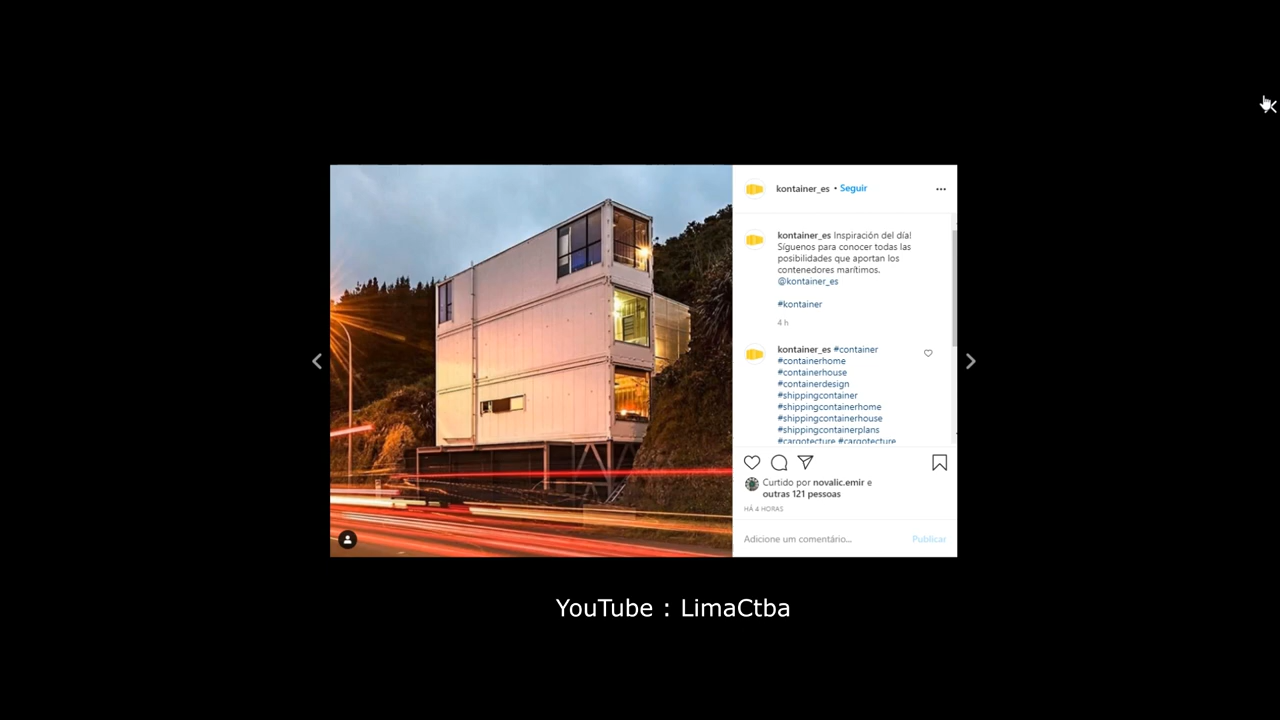 kontainer_es • Seguir
kontainer_es Inspiración del día!
Síguenos para conocer todas las
posibilidades que aportan los
contenedores marítimos.
@kontainer_es
#kontainer
4 h
kontainer_es #container
#containerhome
#containerhouse
#containerdesign
#shippingcontainer
#shippingcontainerhome
#shippingcontainerhouse
#shippingcontainerplans
#cargotecture #cargotecture
Curtido por novalic.emir e
outras 121 pessoas
HÁ 4 HORAS
Adicione um comentário... Publicar
YouTube : LimaCtba